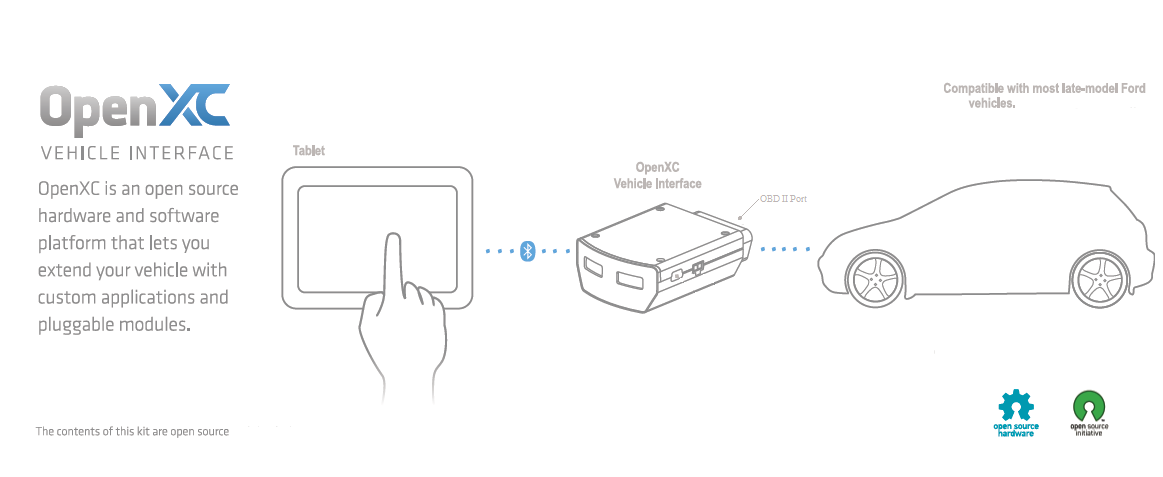 OpenXC
VEHICLE INTERFACE
OpenXC is an open source
hardware and software
platform that lets you
extend your vehicle with
custom applications and
pluggable modules.
The contents of this kit are open source
Tablet
OpenXC
Vehicle Interface
OBD II Port
Compatible with most late-model Ford
vehicles.
open source
hardware
open source
initiative